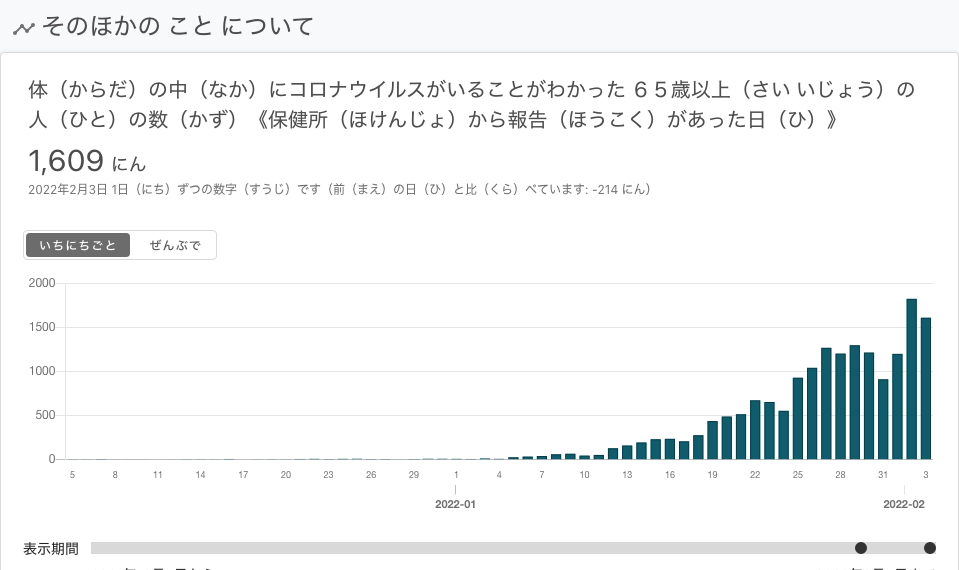 そのほかの こと について
体（からだ）の中（なか）にコロナウイルスがいることがわかった ６５歳以上（さい いじょう）の
人（ひと）の数（かず）《保健所（ほけんじょ）から報告（ほうこく）があった日（ひ）》
1,609 にん
2022年2月3日 1日（にち）ずつの数字（すうじ）です（前（まえ）の日（ひ）と比（くら）べています: -214 にん）
いちにちごと ぜんぶで
2000
1500
1000
500
0
5 8 11 14 17 20 23 26 29 1 4 7 10 13 16 19 22 25 28 31 3
2022-01 2022-02
表示期間